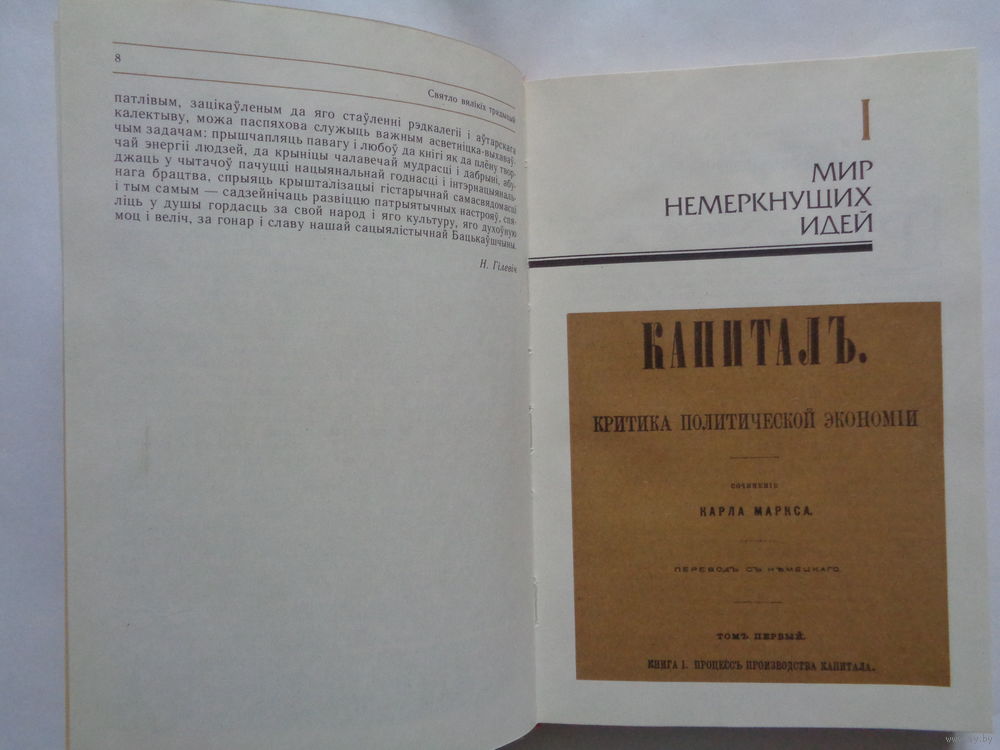 8
Святло вялікіх традыцый
патлівым, зацікаўленым да яго стаўленні рэдкалегіі і аўтарскага
калектыву, можа паспяхова служыць важным асветніцка-выхаваў-
чым задачам: прышчапляць павагу і любоў да кнігі як да плёну твор-
чай энергіі людзей, да крыніцы чалавечай мудрасці і дабрыні, абу-
джаць у чытачоў пачуцці нацыянальнай годнасці і інтэрнацыяналь-
нага брацтва, спрыяць крышталізацыі гістарычнай самасвядомасці
і тым самым — садзейнічаць развіццю патрыятычных настрояў, спя-
ліць у душы гордасць за свой народ і яго культуру, яго духоўную
моц і веліч, за гонар і славу нашай сацыялістычнай Бацькаўшчыны.
Н. Гілевіч
I
МИР
НЕМЕРКНУЩИХ
ИДЕЙ
КАПИТАЛЪ.
КРИТИКА ПОЛИТИЧЕСКОЙ ЭКОНОМІИ
СОЧИНЕНІЕ
КАРЛА МАРКСА.
ПЕРЕВОДЪ СЪ НѢМЕЦКАГО.
ТОМЪ ПЕРВЫЙ.
КНИГА I. ПРОЦЕССЪ ПРОИЗВОДСТВА КАПИТАЛА.